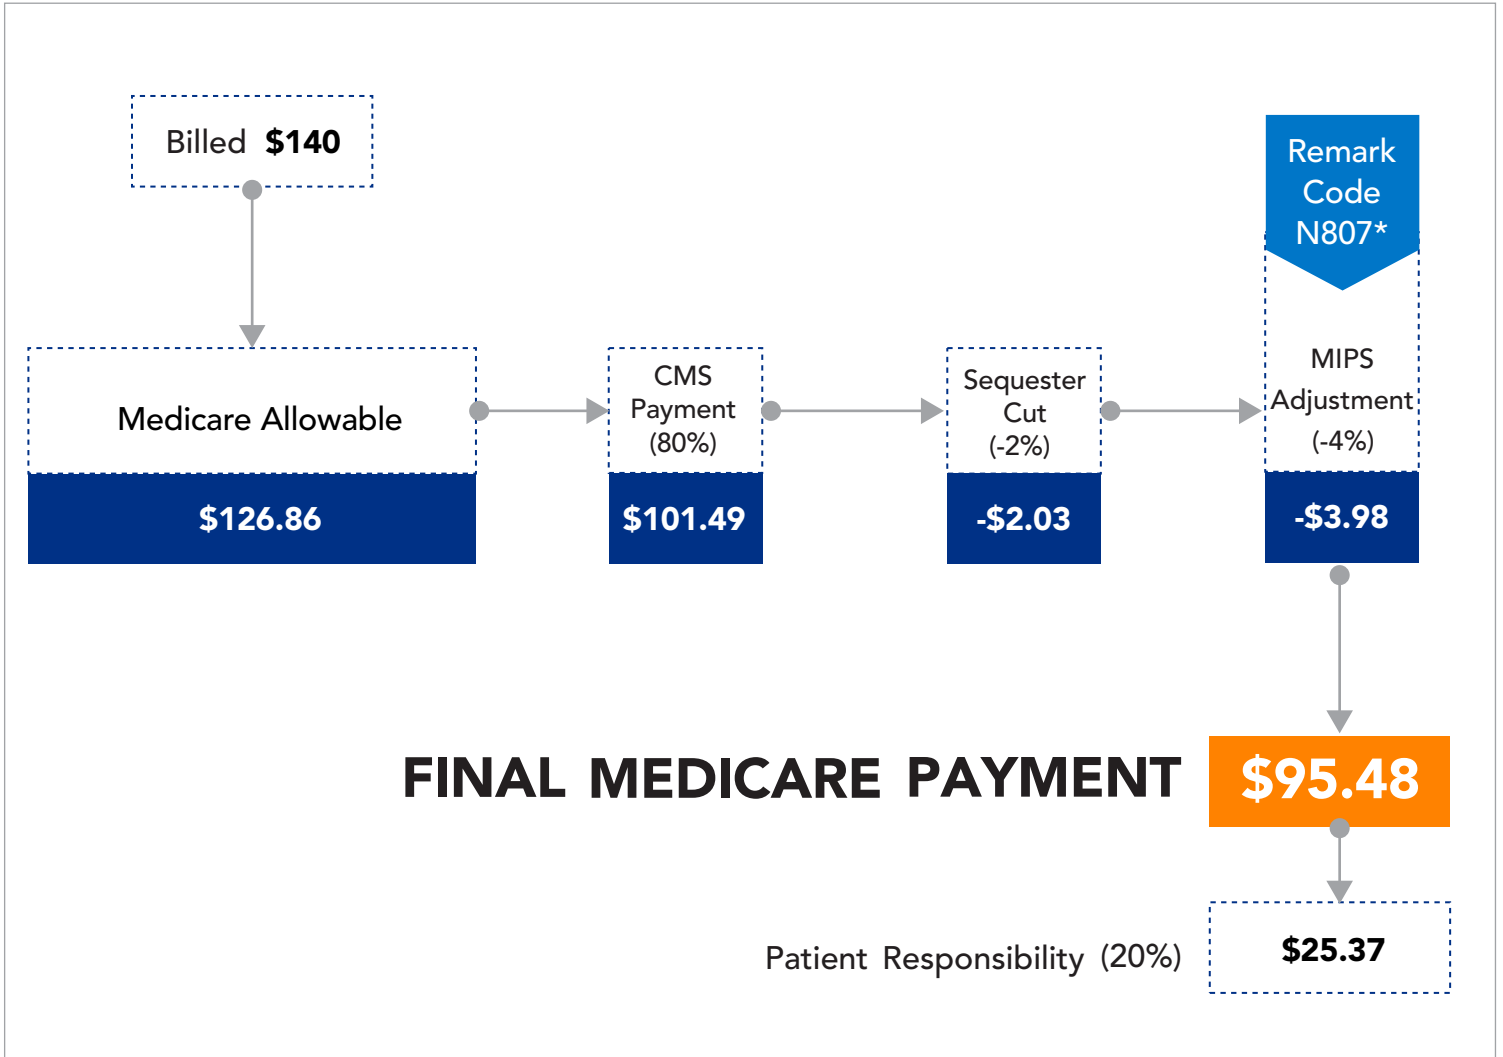 Billed $140
Remark
Code
N807*
Medicare Allowable
$126.86
CMS
Payment
(80%)
$101.49
Sequester
Cut
(-2%)
-$2.03
MIPS
Adjustment
(-4%)
-$3.98
FINAL MEDICARE PAYMENT $95.48
Patient Responsibility (20%) $25.37